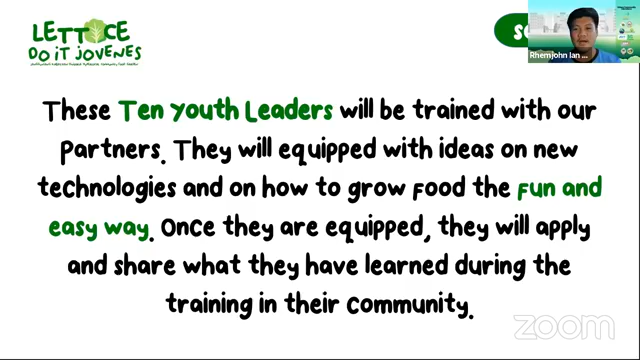 LETTUCE
DO IT JOVENES
These Ten Youth Leaders will be trained with our
Partners. They will equipped with ideas on new
technologies and on how to grow food the fun and
easy way. Once they are equipped, they will apply
and share what they have learned during the
training in their community.
Rhemjohn Ian ...
zoom